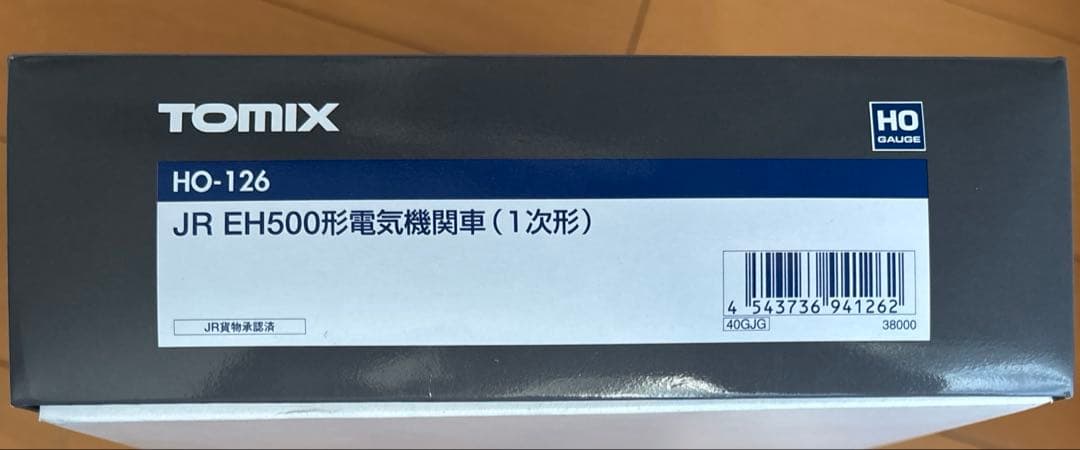 TOMIX
HO
GAUGE
HO-126
JR EH500形電気機関車(1次形)
4 543736 941262
40GJG 38000
JR貨物承認済